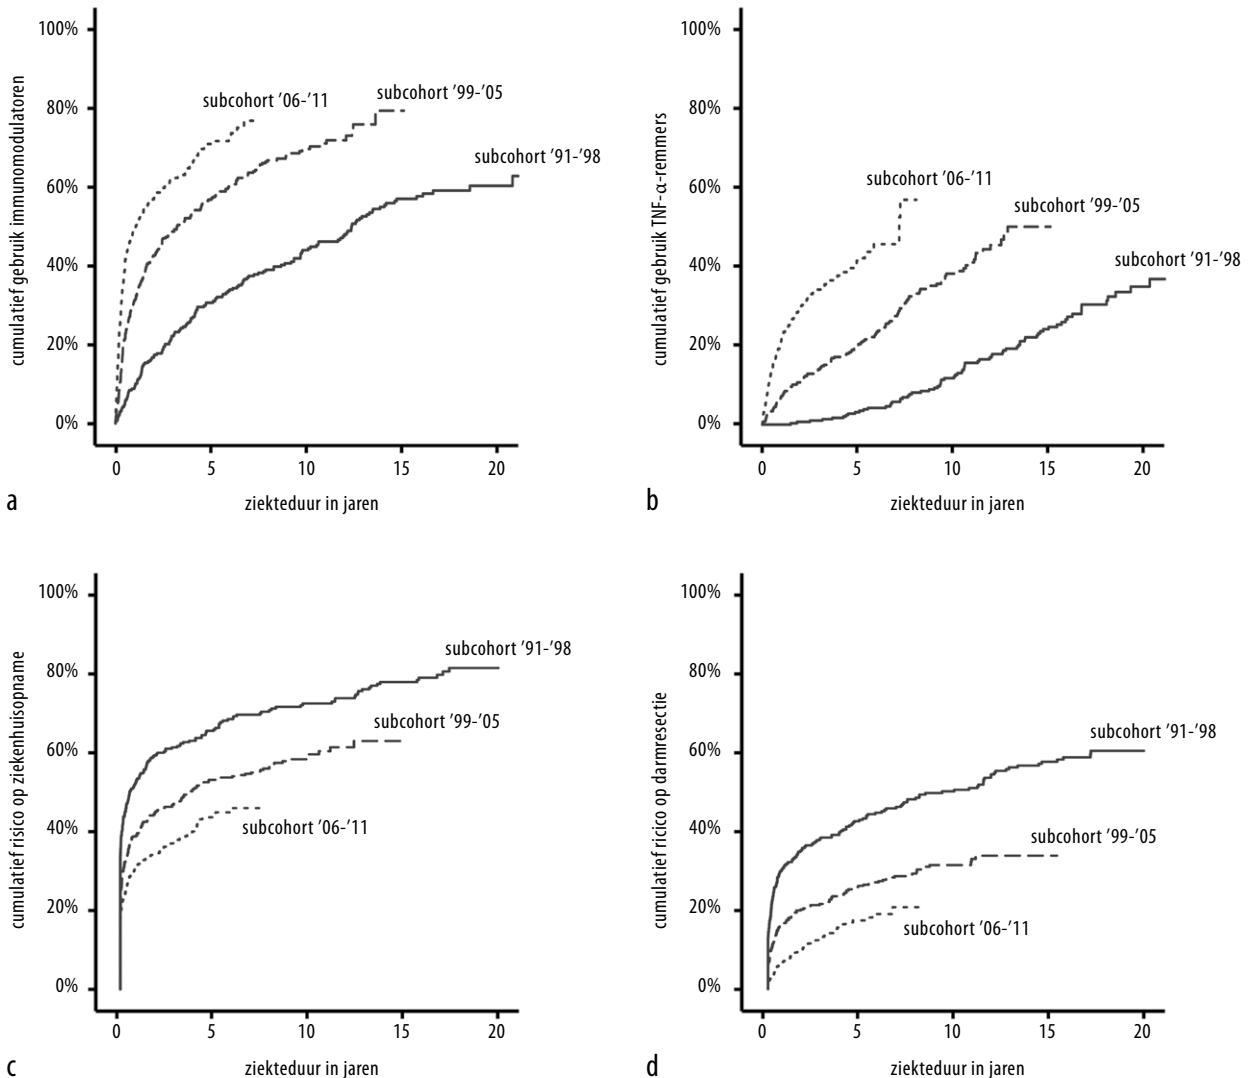 cumulatief gebruik immunomodulatoren
100%
80%
60%
40%
20%
0%
subcohort ’06-’11
subcohort ’99-’05
subcohort ’91-’98
0 5 10 15 20
ziekteduur in jaren
a
cumulatief gebruik TNF-α-remmers
100%
80%
60%
40%
20%
0%
subcohort ’06-’11
subcohort ’99-’05
subcohort ’91-’98
0 5 10 15 20
ziekteduur in jaren
b
cumulatief risico op ziekenhuisopname
100%
80%
60%
40%
20%
0%
subcohort ’91-’98
subcohort ’99-’05
subcohort ’06-’11
0 5 10 15 20
ziekteduur in jaren
c
cumulatief ricico op darmresectie
100%
80%
60%
40%
20%
0%
subcohort ’91-’98
subcohort ’99-’05
subcohort ’06-’11
0 5 10 15 20
ziekteduur in jaren
d